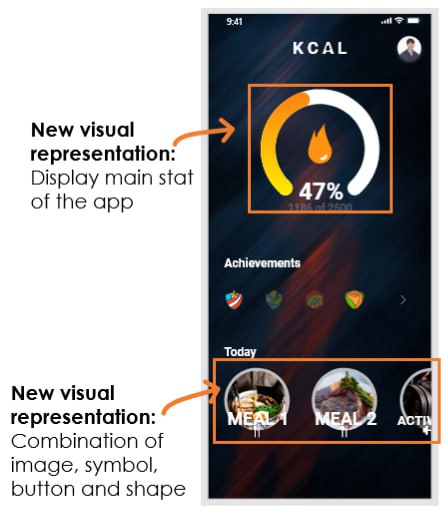 9:41
KCAL
New visual
representation:
Display main stat
of the app
47%
1186 of 2500
Achievements
Today
New visual
representation:
Combination of
image, symbol,
button and shape
MEAL 1
MEAL 2
ACTIV